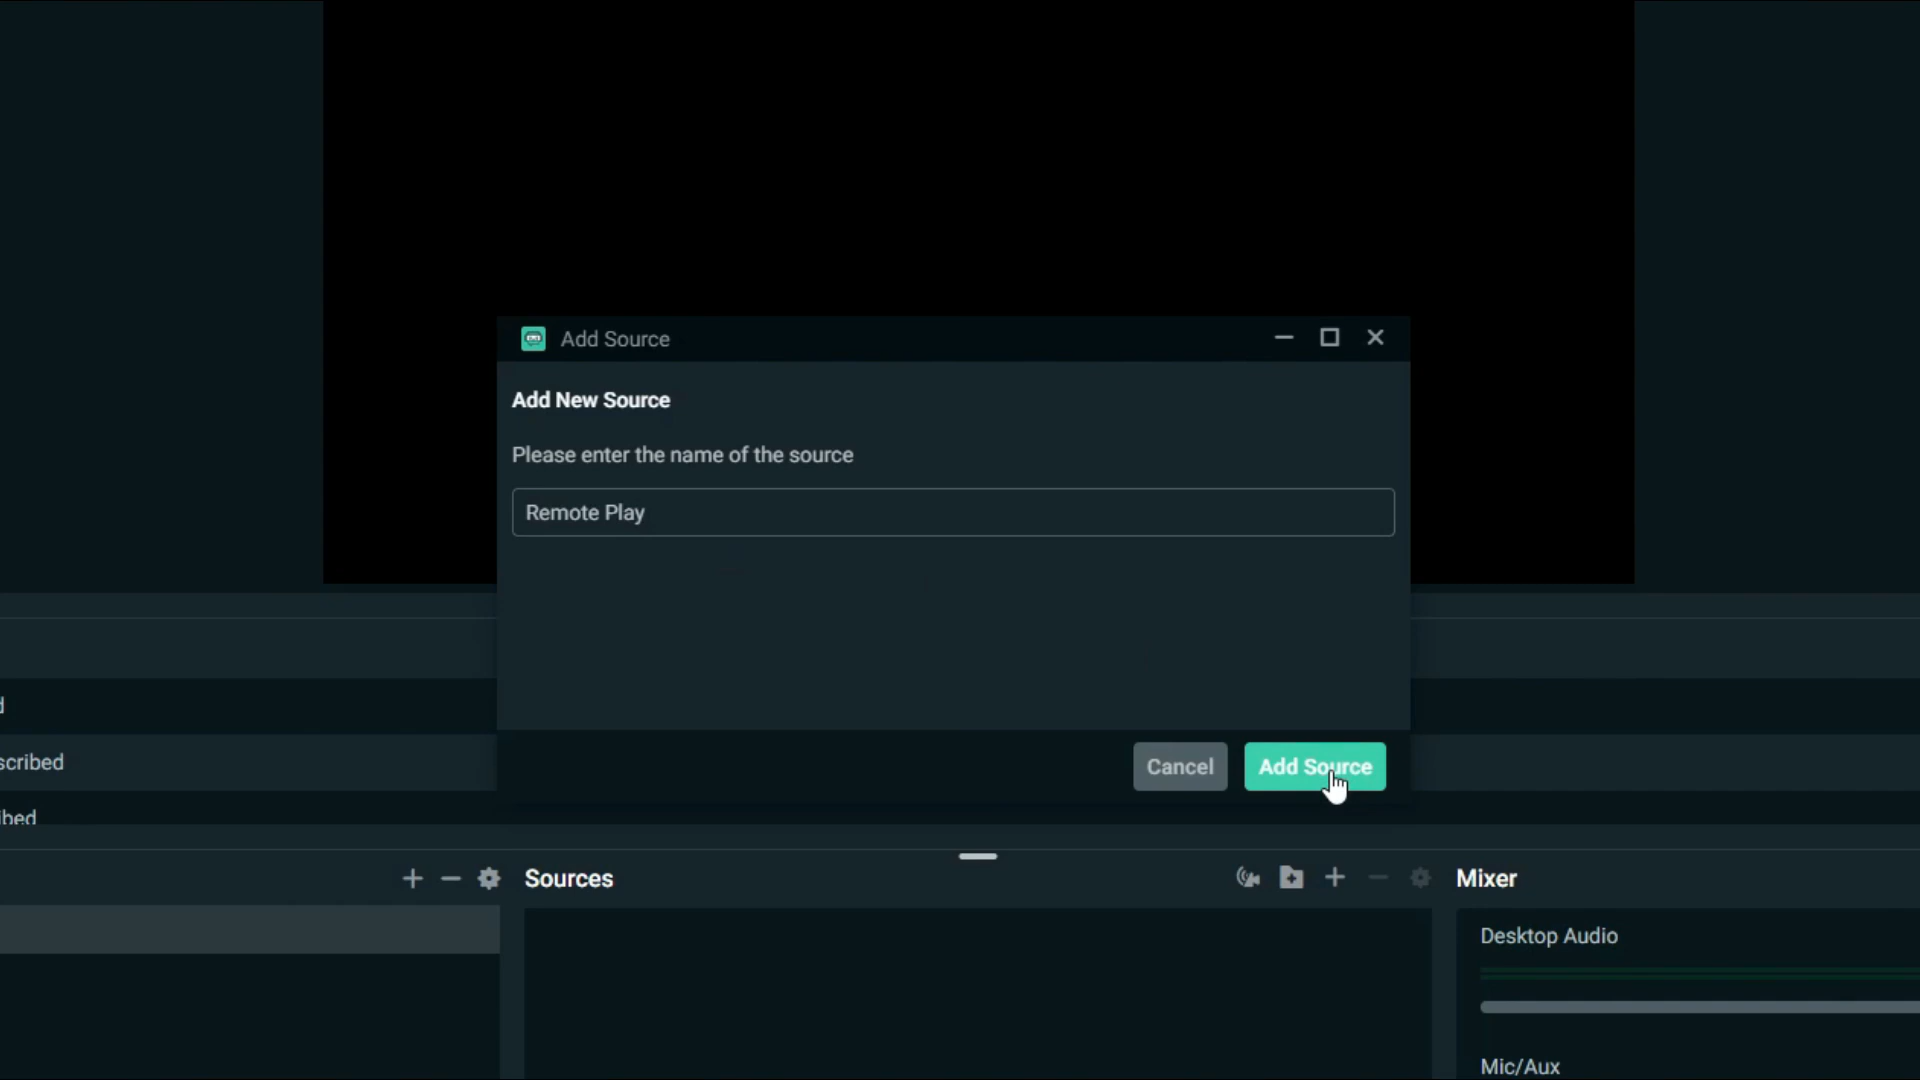 Add Source
Add New Source
Please enter the name of the source
Remote Play
Cancel
Add Source
d
scribed
ibed
Sources
Mixer
Desktop Audio
Mic/Aux